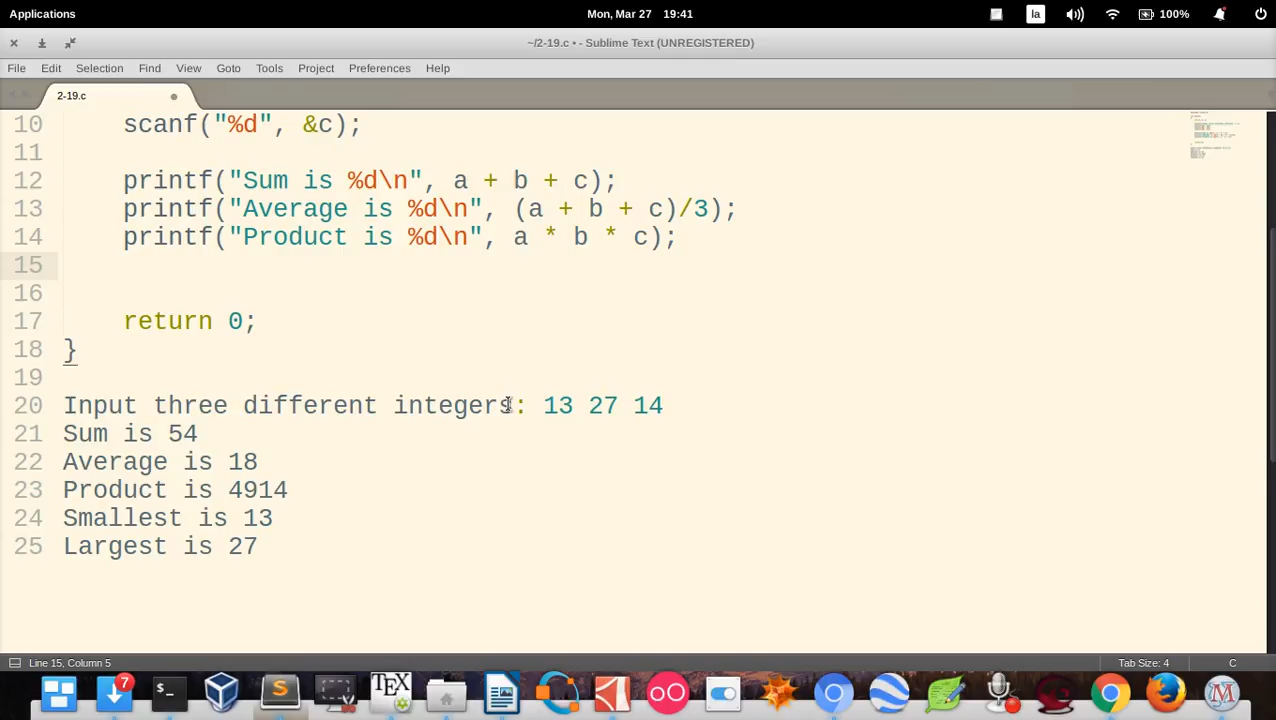 Applications
Mon, Mar 27 19:41
la
100%
~/2-19.c • - Sublime Text (UNREGISTERED)
File Edit Selection Find View Goto Tools Project Preferences Help
2-19.c
10 scanf("%d", &c);
11
12 printf("Sum is %d\n", a + b + c);
13 printf("Average is %d\n", (a + b + c)/3);
14 printf("Product is %d\n", a * b * c);
15
16
17 return 0;
18 }
19
20 Input three different integers: 13 27 14
21 Sum is 54
22 Average is 18
23 Product is 4914
24 Smallest is 13
25 Largest is 27
Line 15, Column 5
Tab Size: 4
C
7
>_
S
TEX